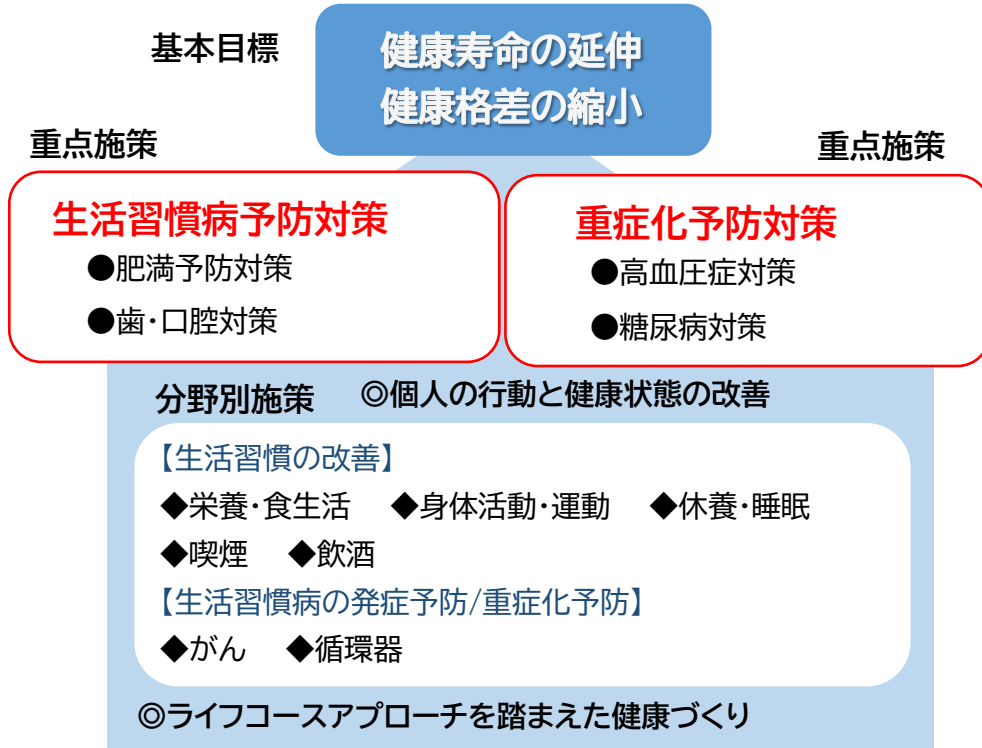 基本目標
健康寿命の延伸
健康格差の縮小
重点施策
重点施策
生活習慣病予防対策
●肥満予防対策
●歯・口腔対策
重症化予防対策
●高血圧症対策
●糖尿病対策
分野別施策 ◎個人の行動と健康状態の改善
【生活習慣の改善】
◆栄養・食生活 ◆身体活動・運動 ◆休養・睡眠
◆喫煙 ◆飲酒
【生活習慣病の発症予防/重症化予防】
◆がん ◆循環器
◎ライフコースアプローチを踏まえた健康づくり